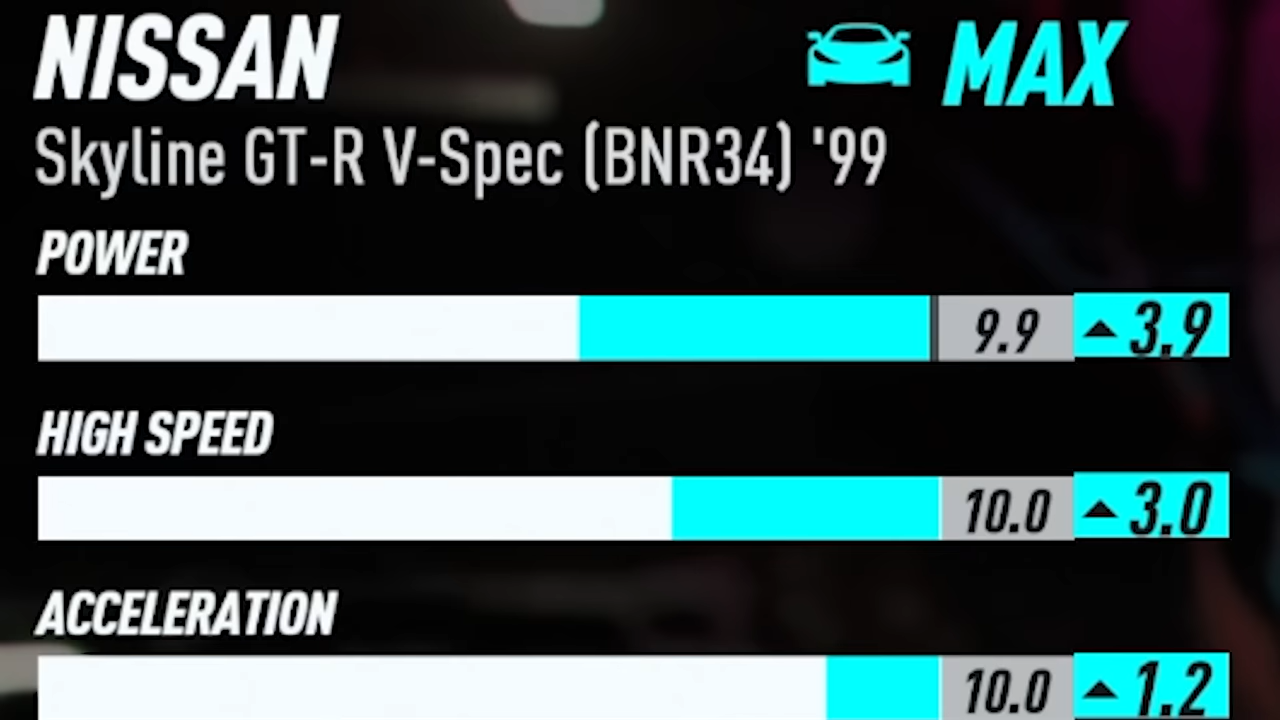 NISSAN MAX
Skyline GT-R V-Spec (BNR34) '99
POWER
9.9 ▲3.9
HIGH SPEED
10.0 ▲3.0
ACCELERATION
10.0 ▲1.2